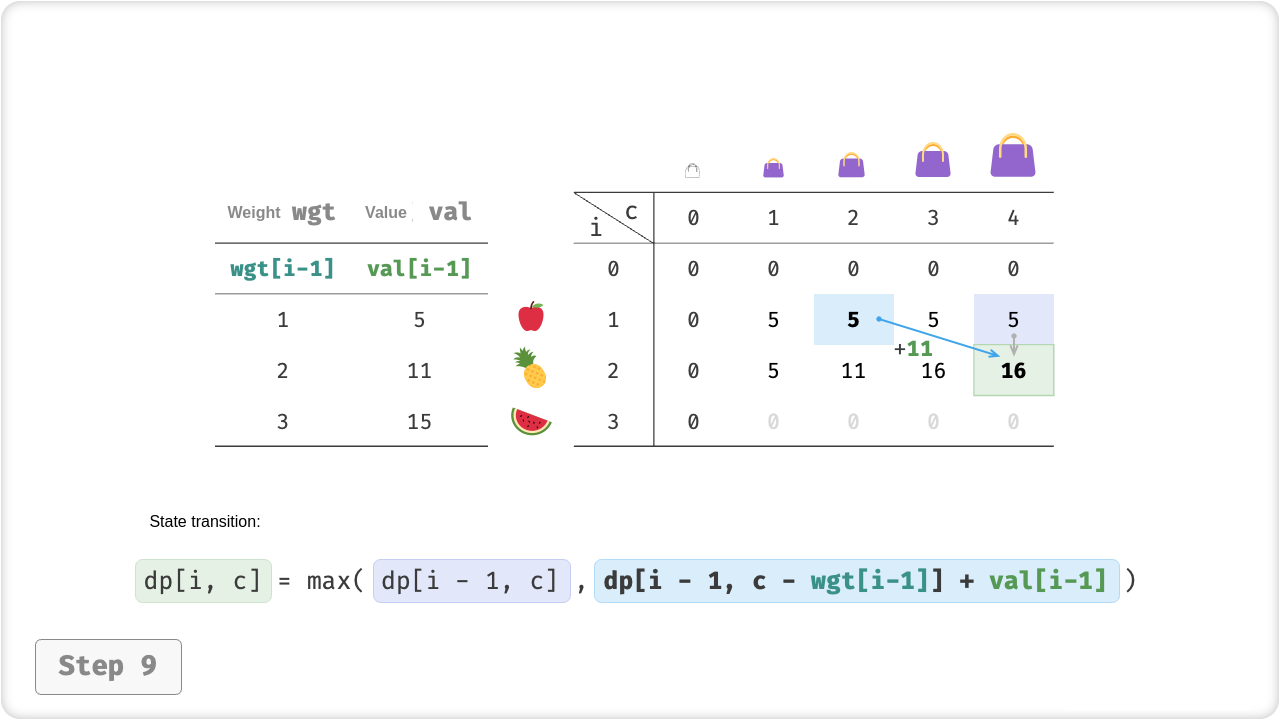 Weight wgt Value val
wgt[i-1] val[i-1]
1 5
2 11
3 15
c
i
0 1 2 3 4
0 0 0 0 0 0
1 0 5 5 5 5
+11
2 0 5 11 16 16
3 0 0 0 0 0
State transition:
dp[i, c] = max( dp[i - 1, c] , dp[i - 1, c - wgt[i-1]] + val[i-1] )
Step 9